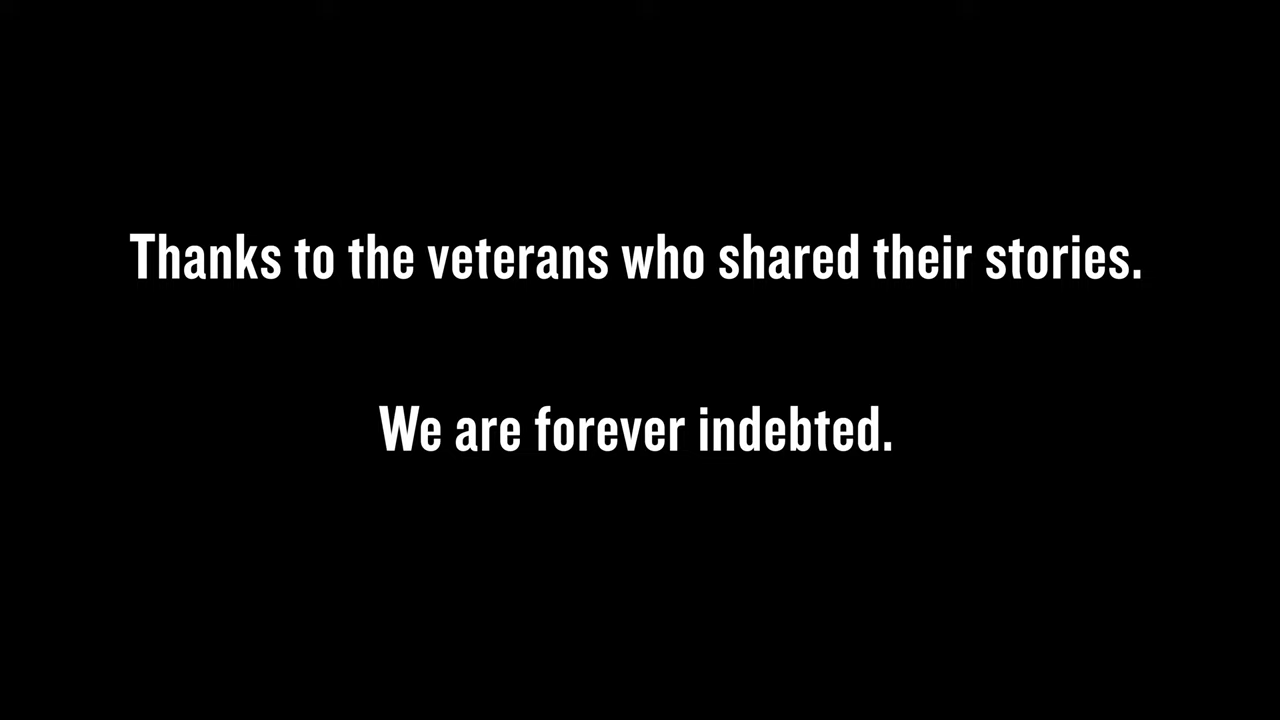 Thanks to the veterans who shared their stories.
We are forever indebted.